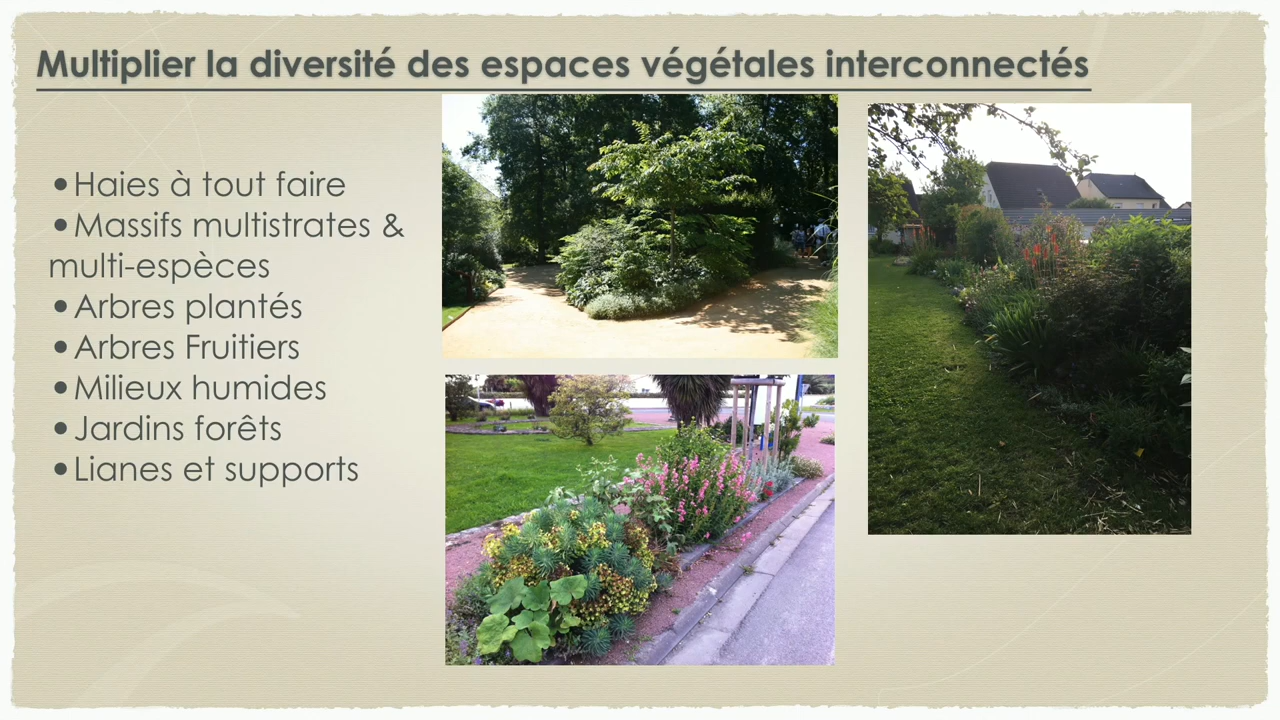 Multiplier la diversité des espaces végétales interconnectés
•Haies à tout faire
•Massifs multistrates &
multi-espèces
•Arbres plantés
•Arbres Fruitiers
•Milieux humides
•Jardins forêts
•Lianes et supports